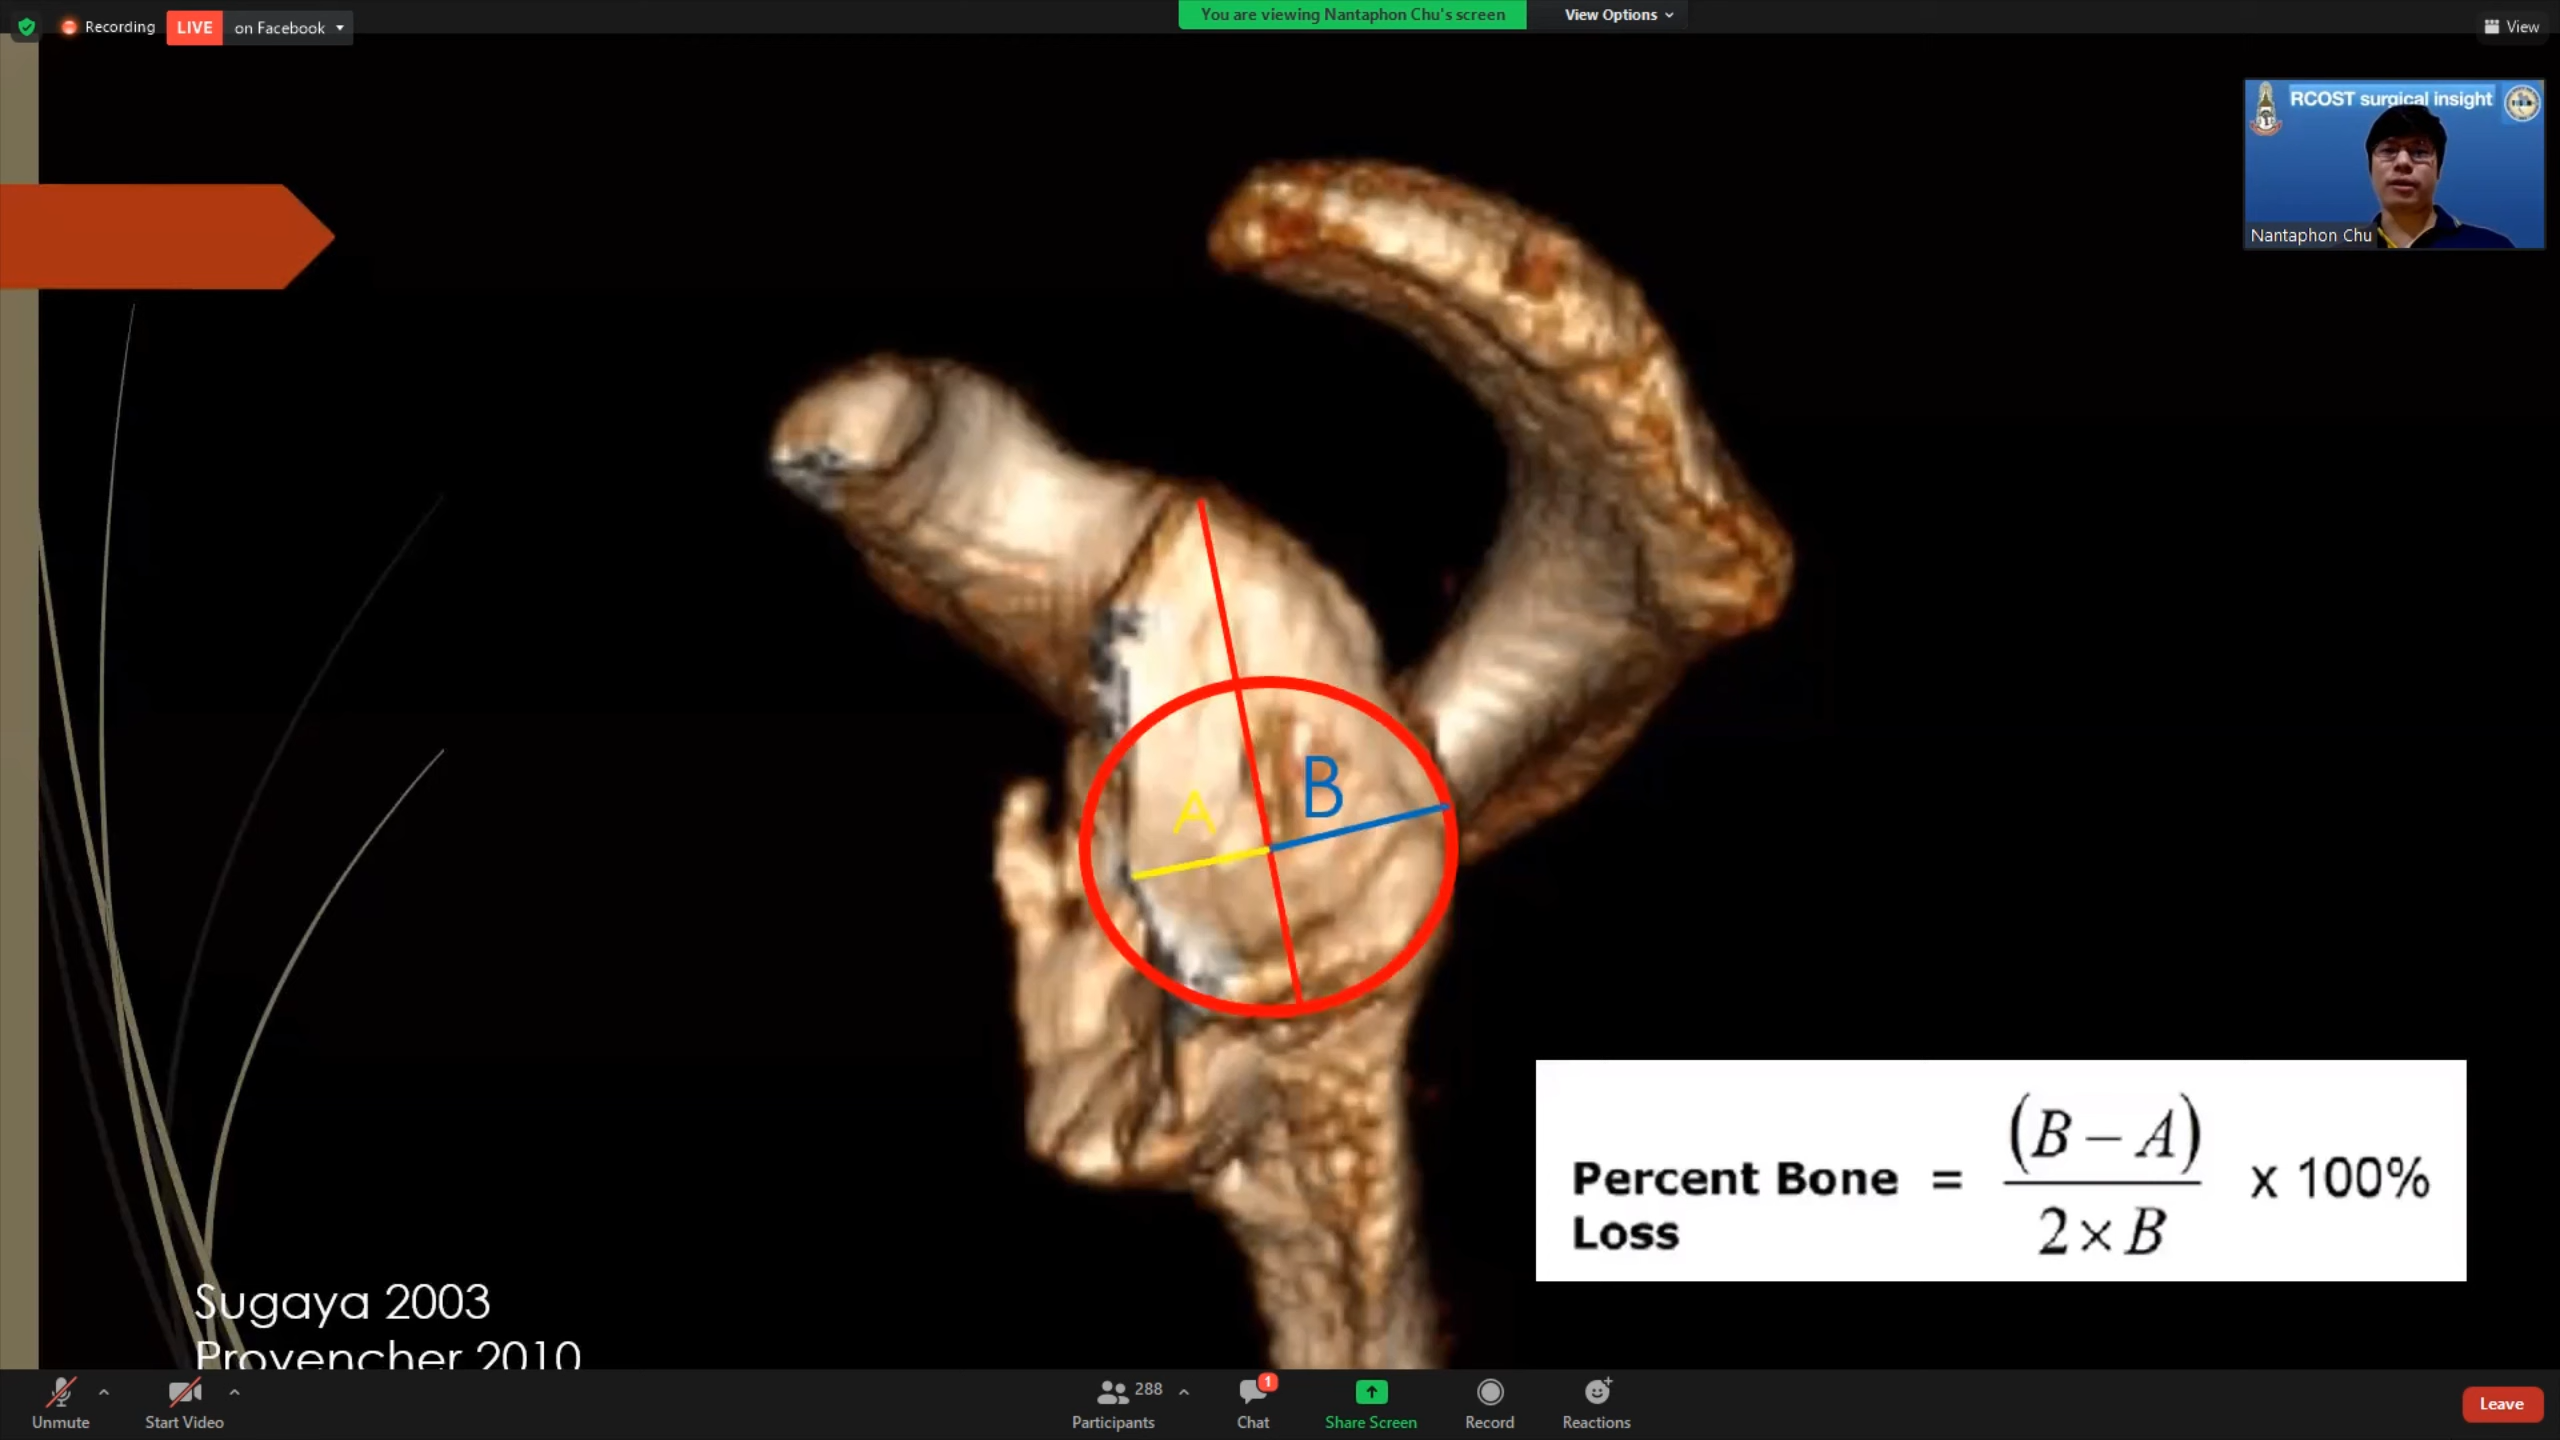 You are viewing Nantaphon Chu's screen
View Options
Recording
LIVE
on Facebook
View
RCOST surgical insight
Nantaphon Chu
A
B
Percent Bone Loss = (B – A) / 2 × B x 100%
Sugaya 2003
Provencher 2010
Unmute
Start Video
288
Participants
1
Chat
Share Screen
Record
Reactions
Leave